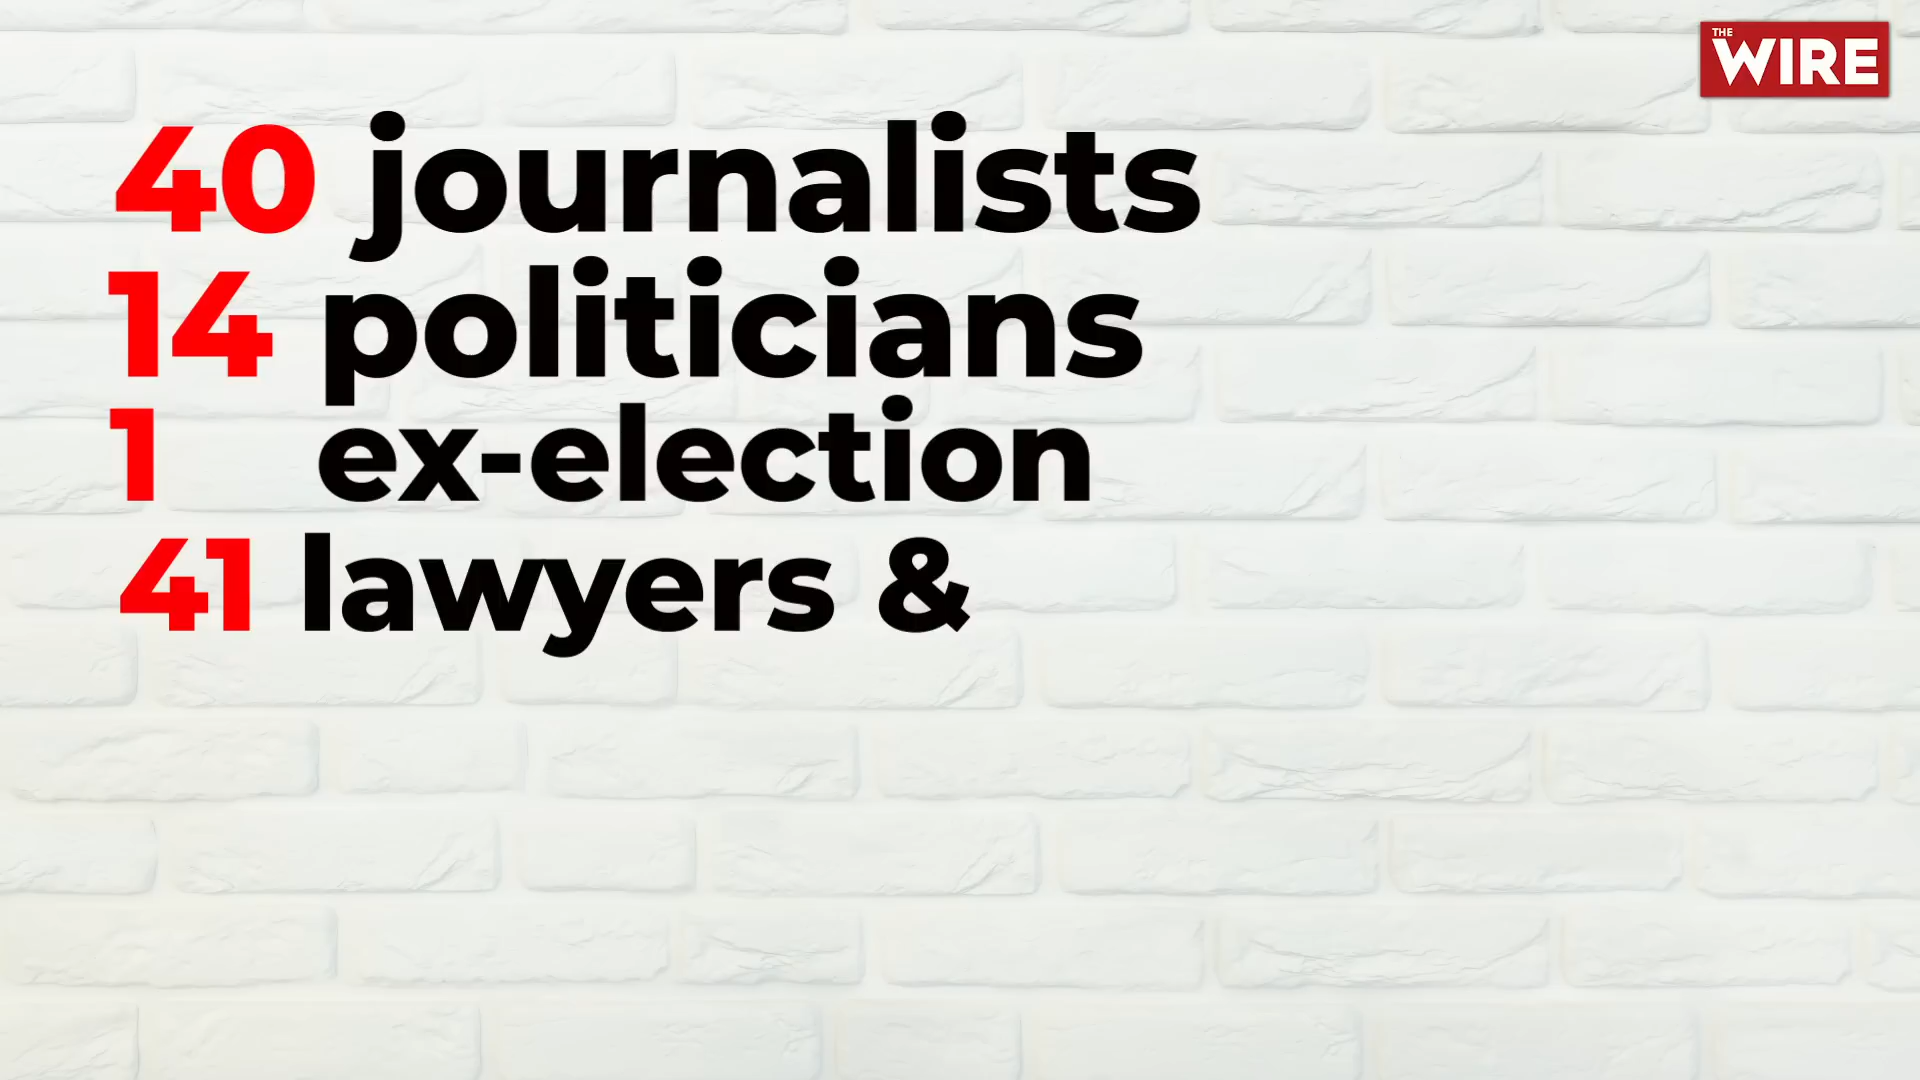 THE
WIRE
40 journalists
14 politicians
1 ex-election
41 lawyers &